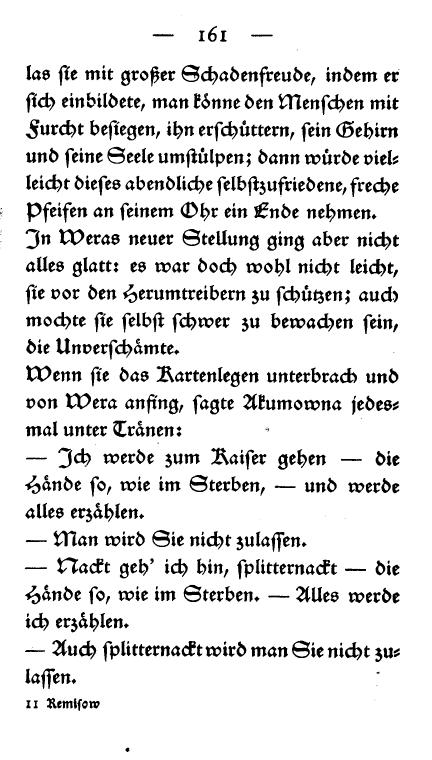 — 161 —
las sie mit großer Schadenfreude, indem er
sich einbildete, man könne den Menschen mit
Furcht besiegen, ihn erschüttern, sein Gehirn
und seine Seele umstülpen; dann würde viel-
leicht dieses abendliche selbstzufriedene, freche
Pfeifen an seinem Ohr ein Ende nehmen.
In Weras neuer Stellung ging aber nicht
alles glatt: es war doch wohl nicht leicht,
sie vor den Herumtreibern zu schützen; auch
mochte sie selbst schwer zu bewachen sein,
die Unverschämte.
Wenn sie das Kartenlegen unterbrach und
von Wera anfing, sagte Akumowna jedes-
mal unter Tränen:
— Ich werde zum Kaiser gehen — die
Hände so, wie im Sterben, — und werde
alles erzählen.
— Man wird Sie nicht zulassen.
— Nackt geh' ich hin, splitternackt — die
Hände so, wie im Sterben. — Alles werde
ich erzählen.
— Auch splitternackt wird man Sie nicht zu-
lassen.
11 Remisow